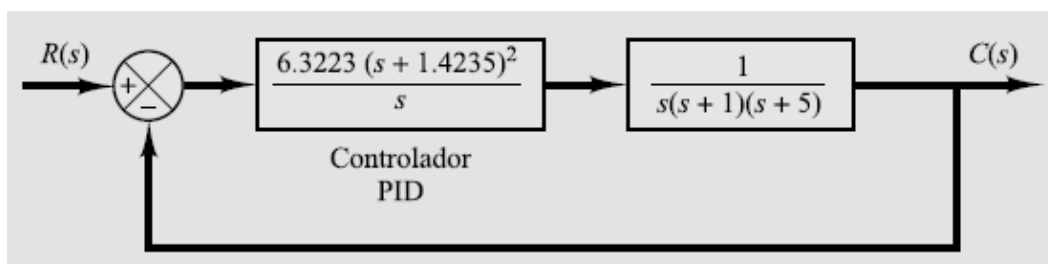 R(s)
+
−
6.3223 (s + 1.4235)²
s
Controlador
PID
1
s(s + 1)(s + 5)
C(s)